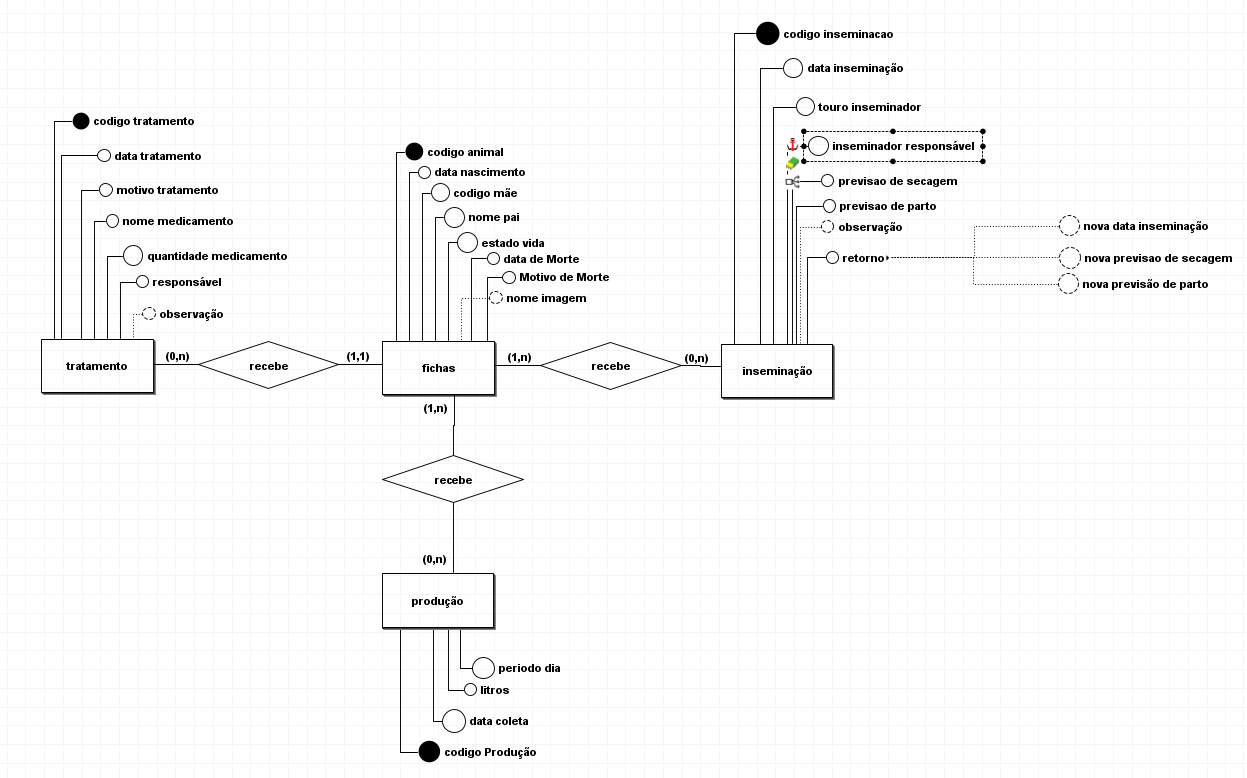 codigo inseminacao
data inseminação
touro inseminador
inseminador responsável
previsao de secagem
previsao de parto
observação
retorno
nova data inseminação
nova previsao de secagem
nova previsão de parto
codigo tratamento
data tratamento
motivo tratamento
nome medicamento
quantidade medicamento
responsável
observação
codigo animal
data nascimento
codigo mãe
nome pai
estado vida
data de Morte
Motivo de Morte
nome imagem
tratamento
(0,n)
recebe
(1,1)
fichas
(1,n)
recebe
(0,n)
inseminação
(1,n)
recebe
(0,n)
produção
periodo dia
litros
data coleta
codigo Produção